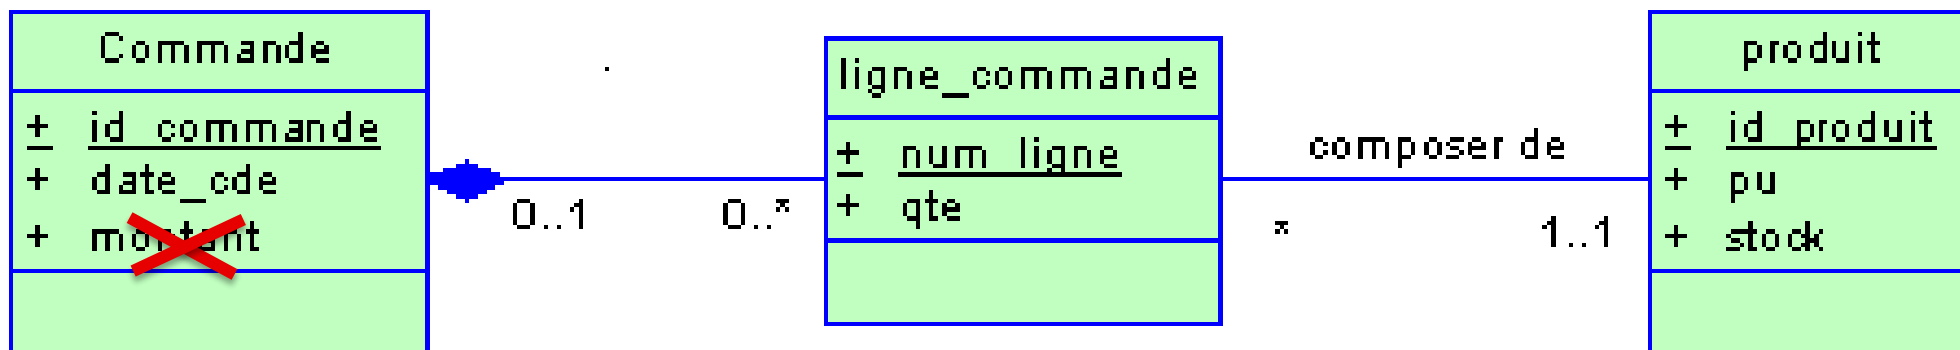 Commande
+ id_commande
+ date_cde
+ montant
0..1
0..*
ligne_commande
+ num_ligne
+ qte
composer de
*
1..1
produit
+ id_produit
+ pu
+ stock